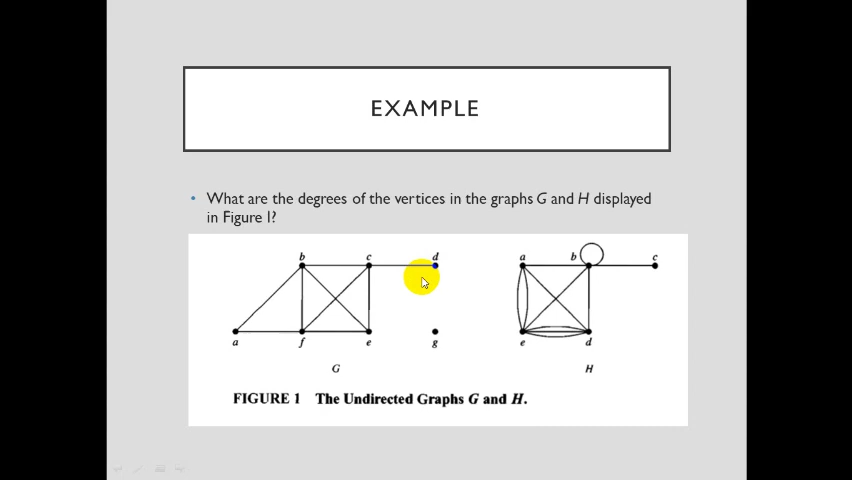 EXAMPLE
• What are the degrees of the vertices in the graphs G and H displayed
in Figure 1?
b c d a b c
a f e g e d
G H
FIGURE 1 The Undirected Graphs G and H.